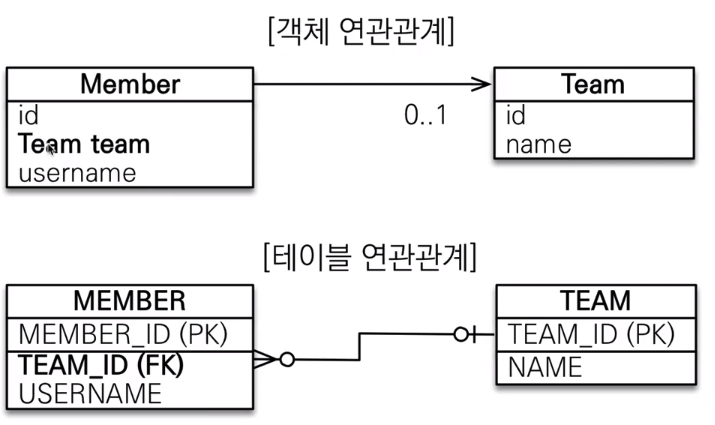 [객체 연관관계]
Member
id
Team team
username
0..1
Team
id
name
[테이블 연관관계]
MEMBER
MEMBER_ID (PK)
TEAM_ID (FK)
USERNAME
TEAM
TEAM_ID (PK)
NAME